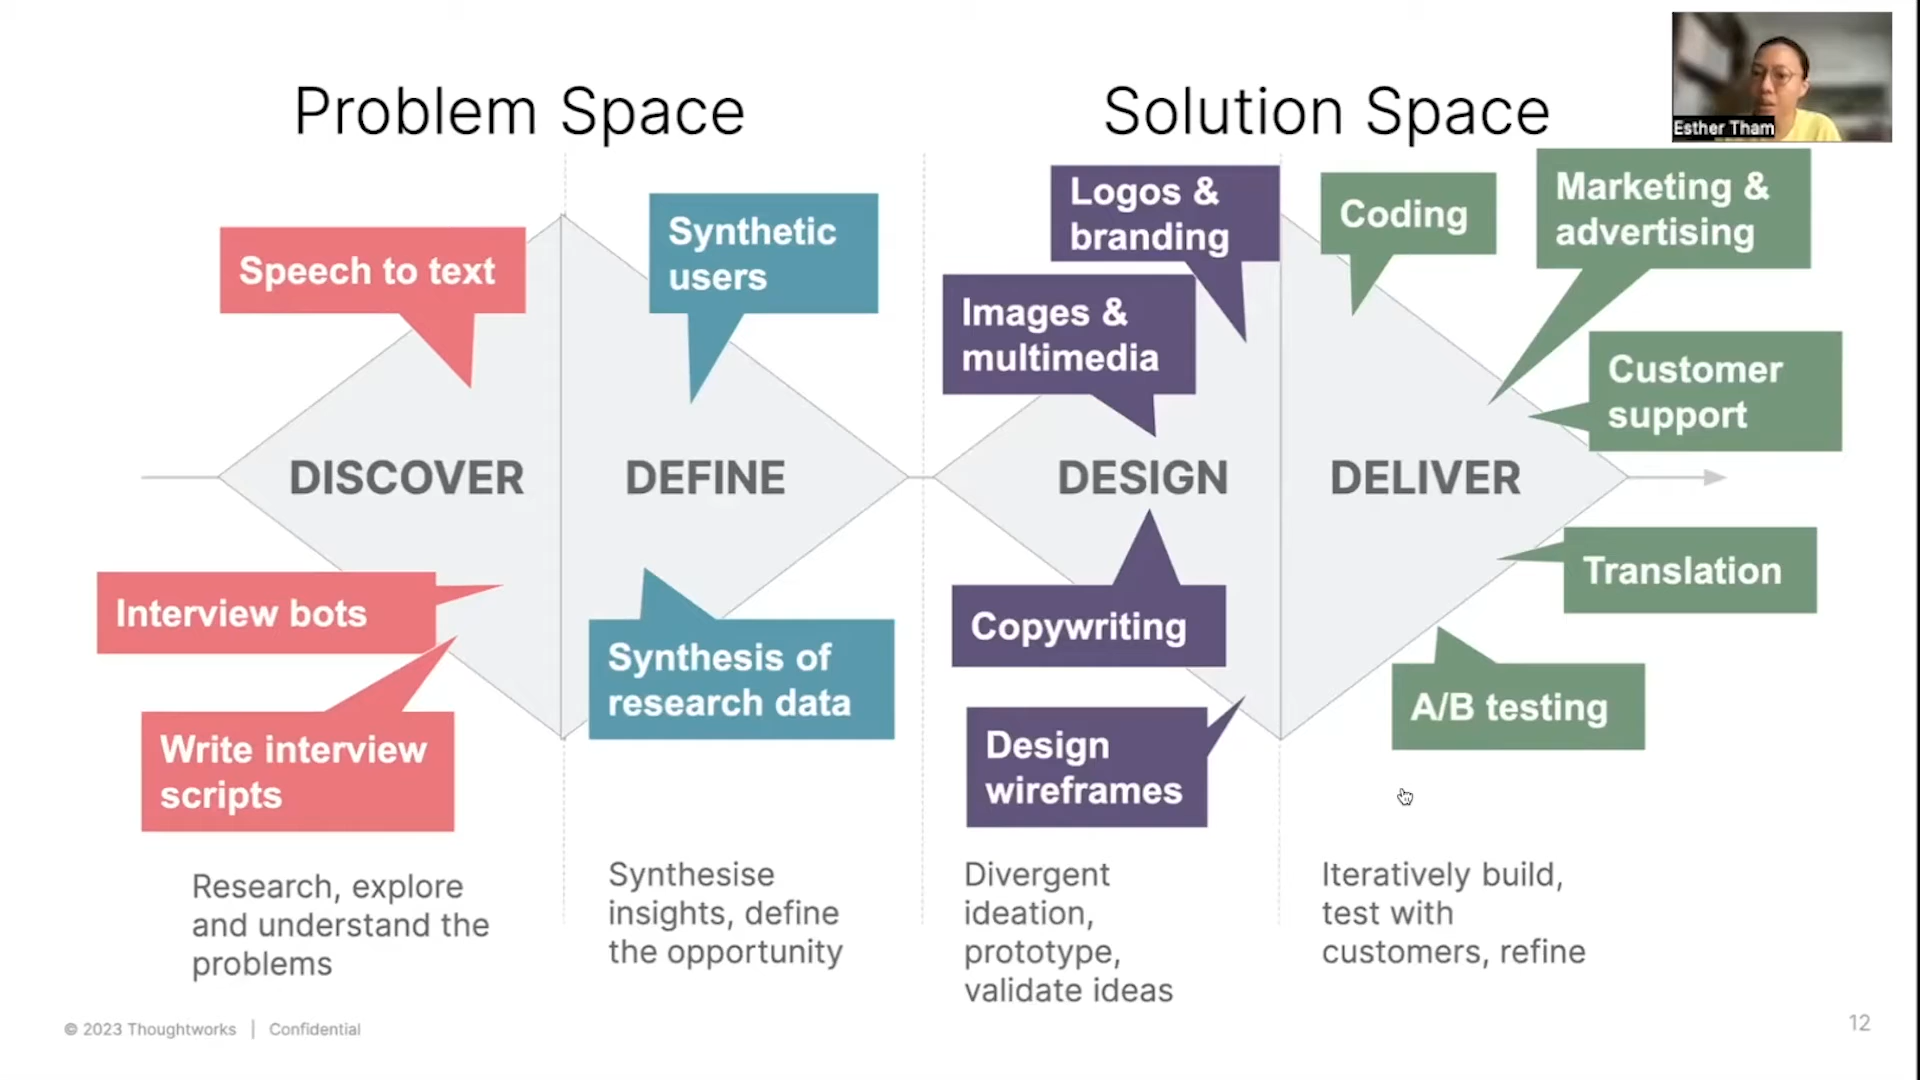 Problem Space
Solution Space
Esther Tham
Speech to text
Synthetic
users
Logos &
branding
Coding
Marketing &
advertising
Images &
multimedia
Customer
support
DISCOVER
DEFINE
DESIGN
DELIVER
Interview bots
Write interview
scripts
Synthesis of
research data
Copywriting
Design
wireframes
Translation
A/B testing
Research, explore
and understand the
problems
Synthesise
insights, define
the opportunity
Divergent
ideation,
prototype,
validate ideas
Iteratively build,
test with
customers, refine
© 2023 Thoughtworks | Confidential
12